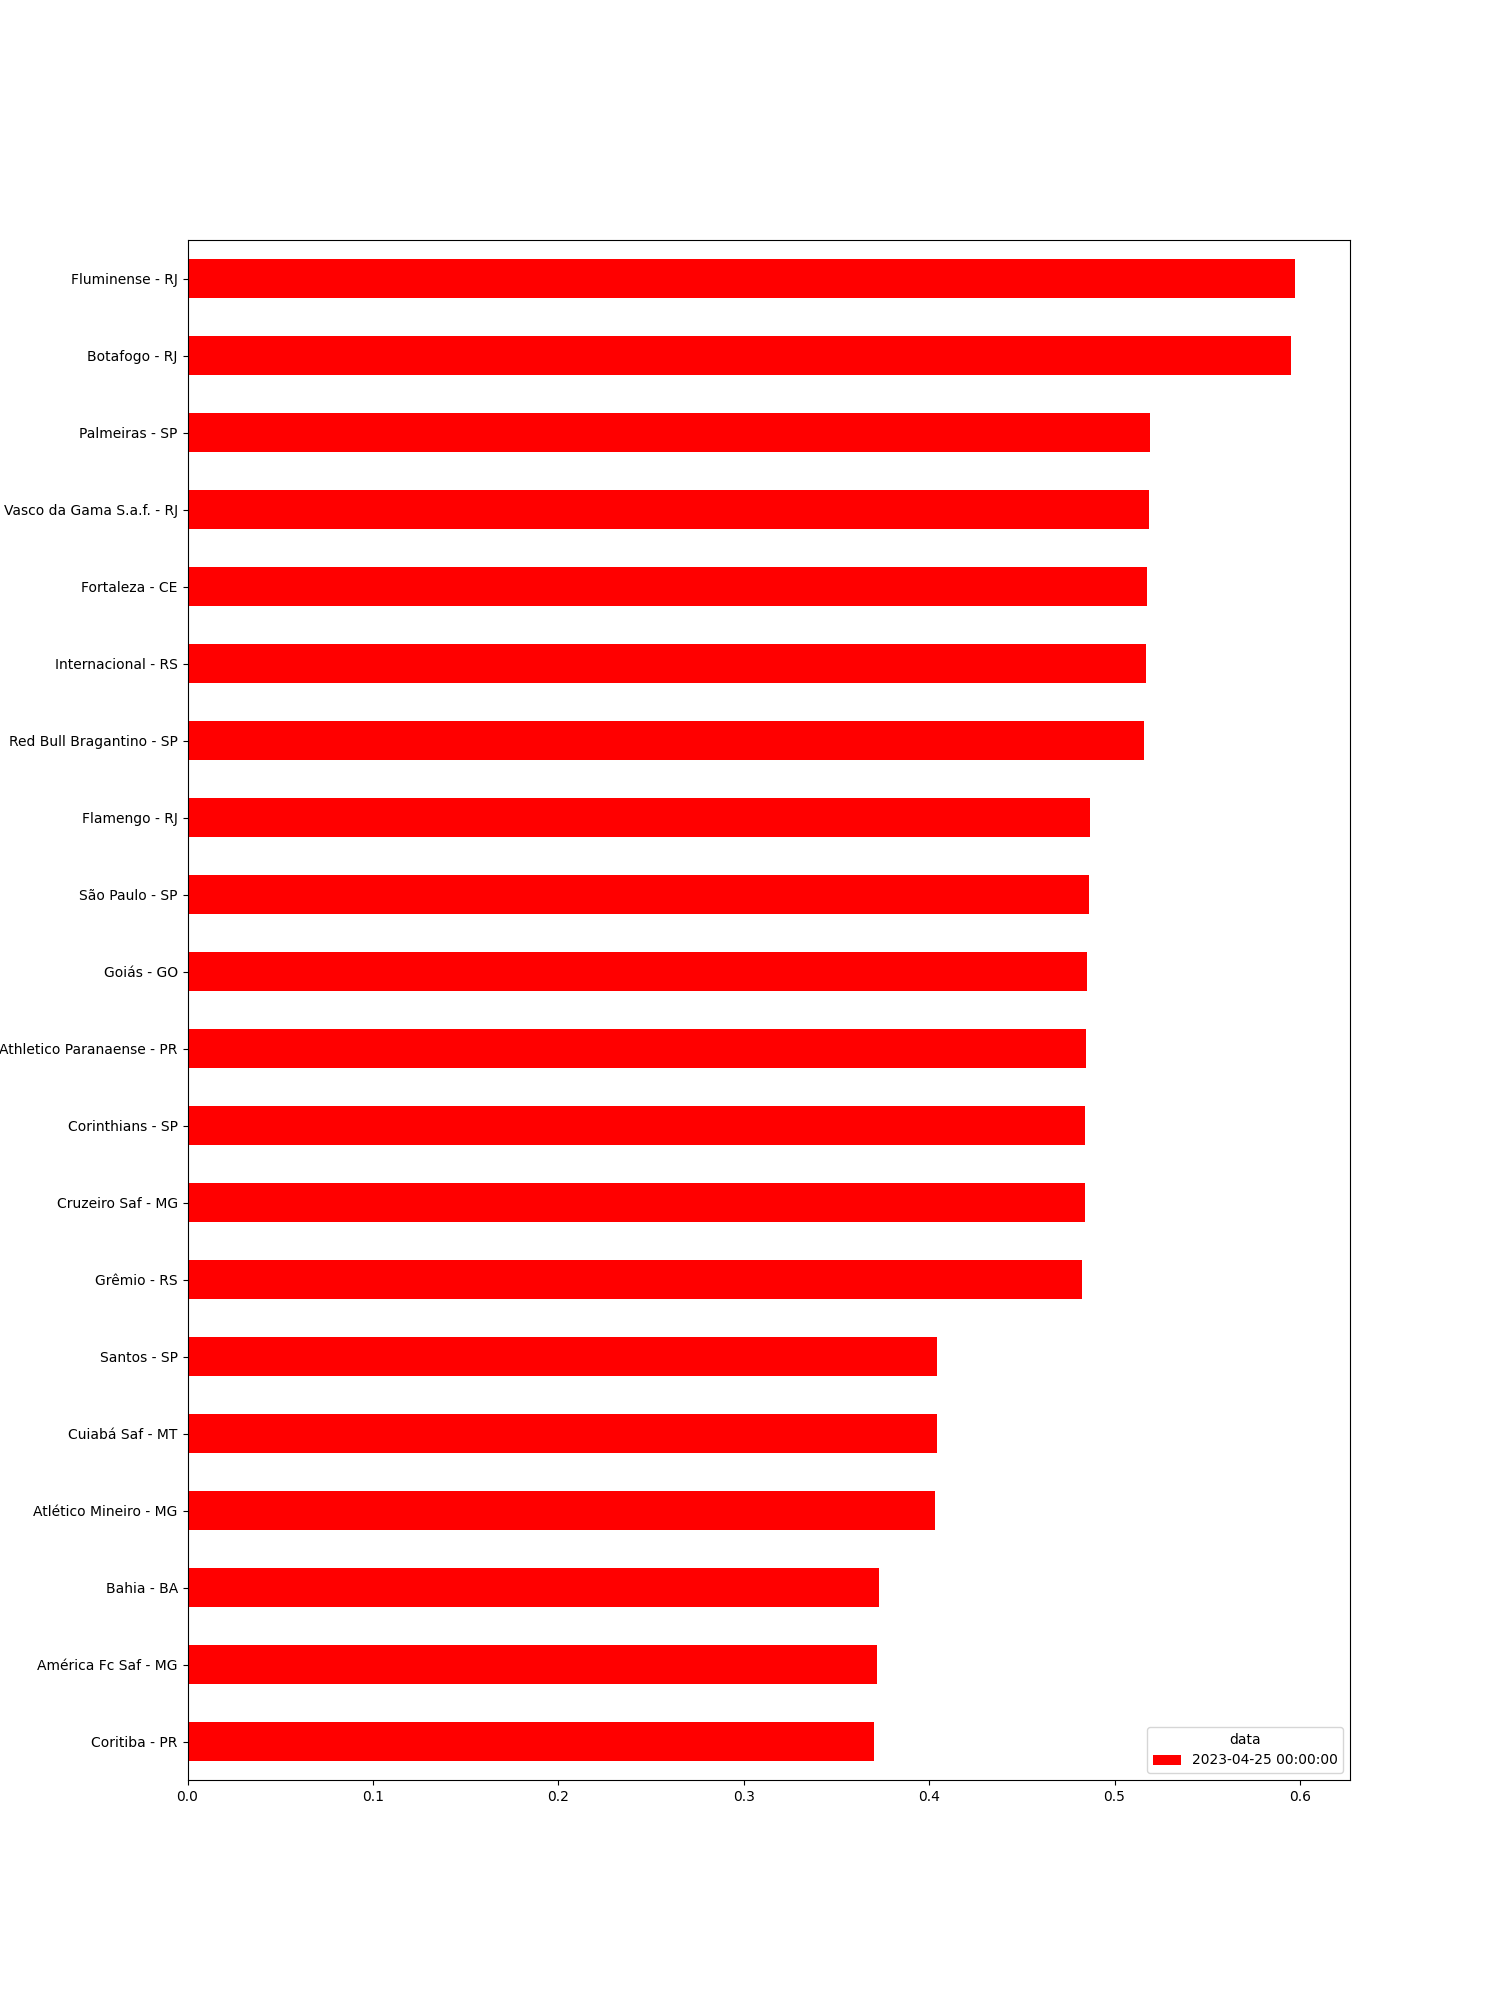 Fluminense - RJ
Botafogo - RJ
Palmeiras - SP
Vasco da Gama S.a.f. - RJ
Fortaleza - CE
Internacional - RS
Red Bull Bragantino - SP
Flamengo - RJ
São Paulo - SP
Goiás - GO
Athletico Paranaense - PR
Corinthians - SP
Cruzeiro Saf - MG
Grêmio - RS
Santos - SP
Cuiabá Saf - MT
Atlético Mineiro - MG
Bahia - BA
América Fc Saf - MG
Coritiba - PR
data
2023-04-25 00:00:00
0.0 0.1 0.2 0.3 0.4 0.5 0.6